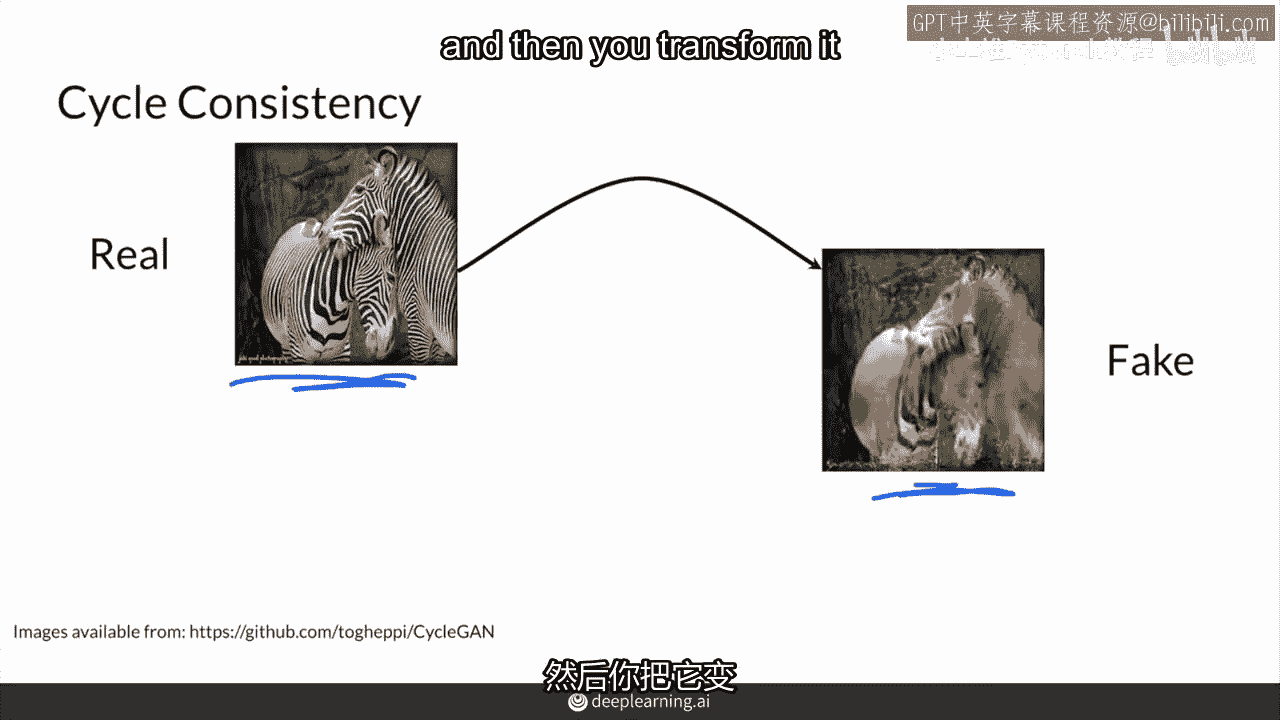 GPT中英字幕课程资源@bilibili.com
and then you transform it
Cycle Consistency
Real
Fake
Images available from: https://github.com/togheppi/CycleGAN
然后你把它变
deeplearning.ai